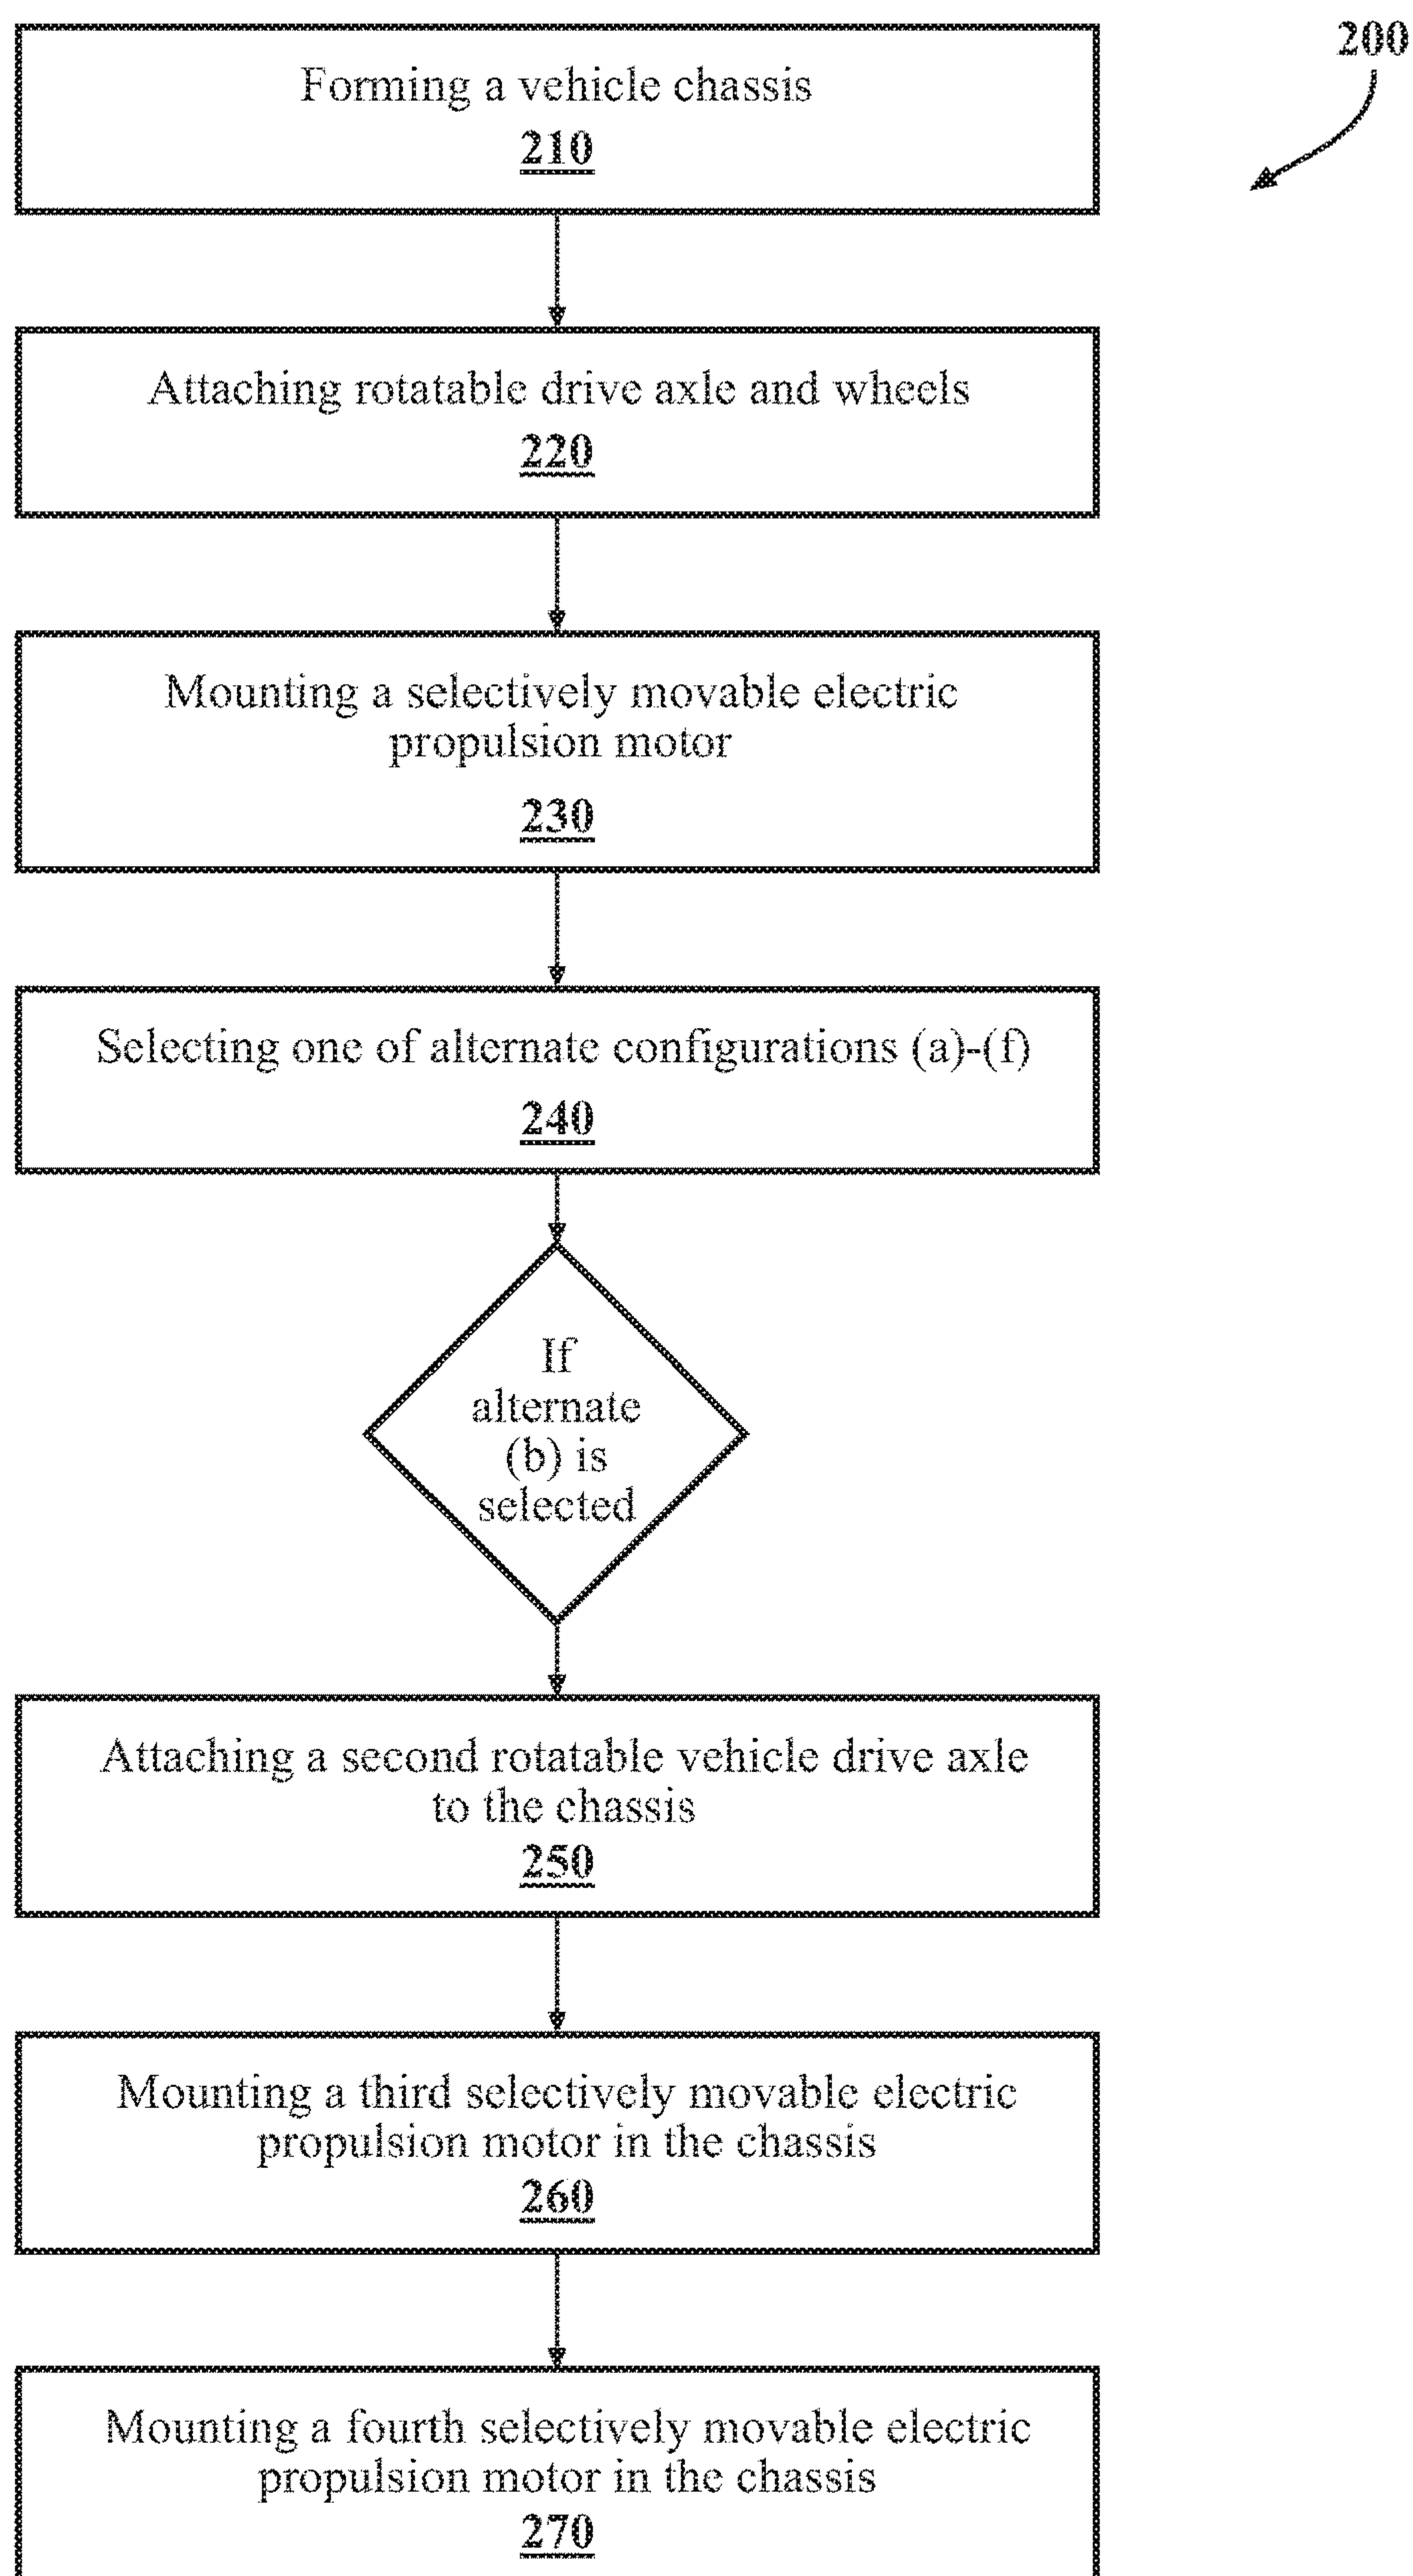 200
Forming a vehicle chassis
210
Attaching rotatable drive axle and wheels
220
Mounting a selectively movable electric
propulsion motor
230
Selecting one of alternate configurations (a)-(f)
240
If
alternate
(b) is
selected
Attaching a second rotatable vehicle drive axle
to the chassis
250
Mounting a third selectively movable electric
propulsion motor in the chassis
260
Mounting a fourth selectively movable electric
propulsion motor in the chassis
270